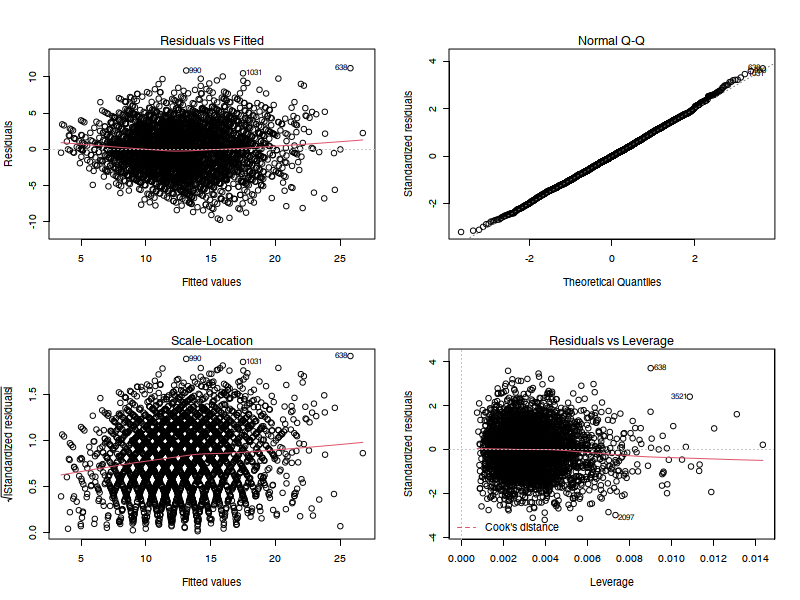 Residuals vs Fitted
Residuals
10
5
0
-5
-10
990
1031
638
5 10 15 20 25
Fitted values
Normal Q-Q
Standardized residuals
4
2
0
-2
638
1031
-2 0 2
Theoretical Quantiles
Scale-Location
√|Standardized residuals|
1.5
1.0
0.5
0.0
990
1031
638
5 10 15 20 25
Fitted values
Residuals vs Leverage
Standardized residuals
4
2
0
-2
-4
638
3521
2097
Cook's distance
0.000 0.002 0.004 0.006 0.008 0.010 0.012 0.014
Leverage